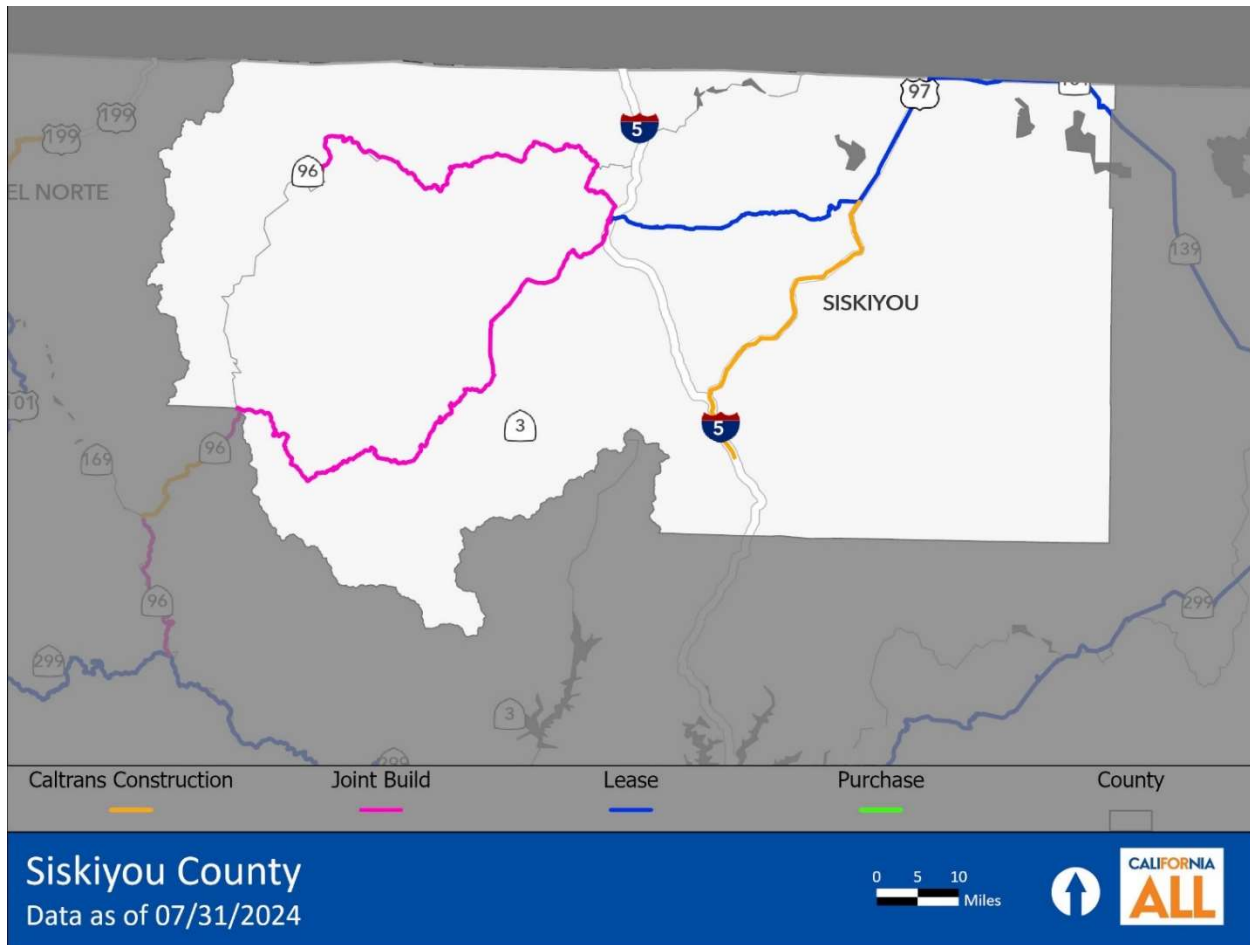 199
199
97
5
96
EL NORTE
139
SISKIYOU
101
3
5
96
169
96
299
299
3
299
Caltrans Construction
Joint Build
Lease
Purchase
County
Siskiyou County
Data as of 07/31/2024
0 5 10
Miles
CALIFORNIA
ALL